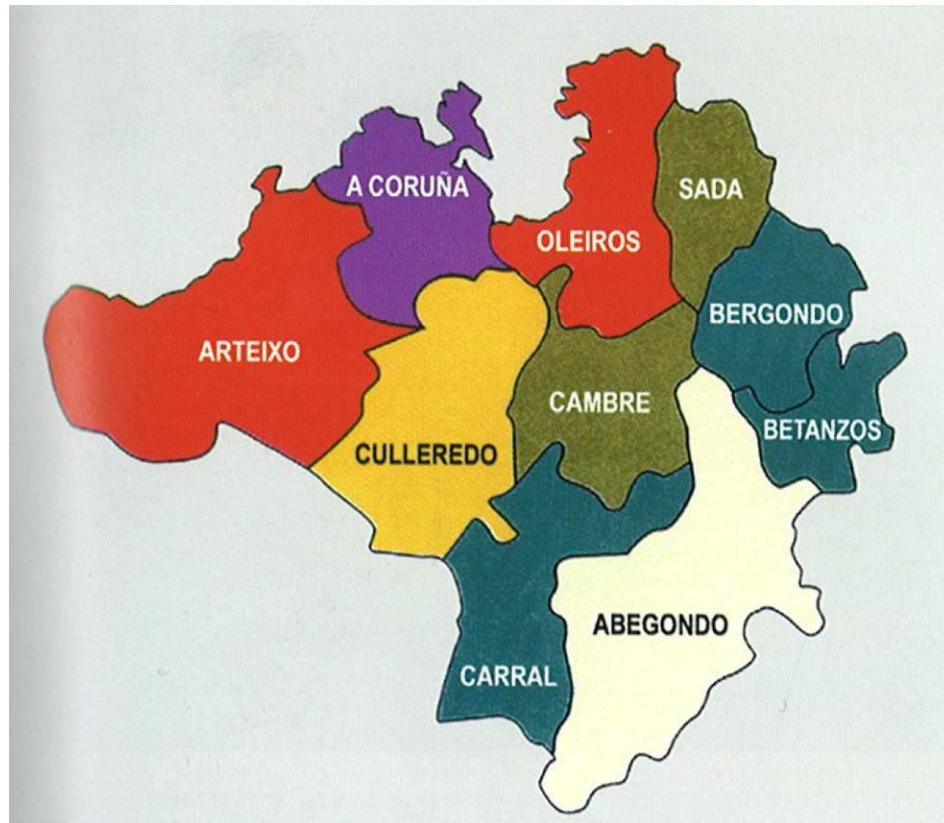 A CORUÑA
SADA
OLEIROS
BERGONDO
ARTEIXO
CAMBRE
BETANZOS
CULLEREDO
ABEGONDO
CARRAL